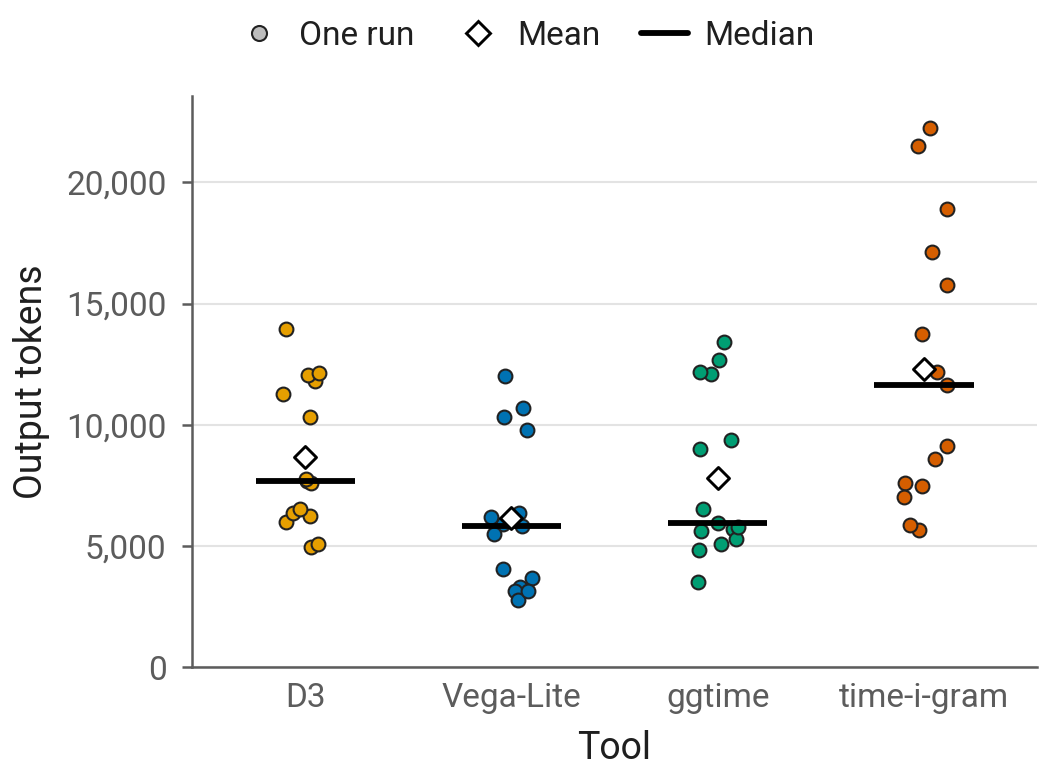 One run Mean Median
20,000
15,000
10,000
5,000
0
Output tokens
D3 Vega-Lite ggtime time-i-gram
Tool